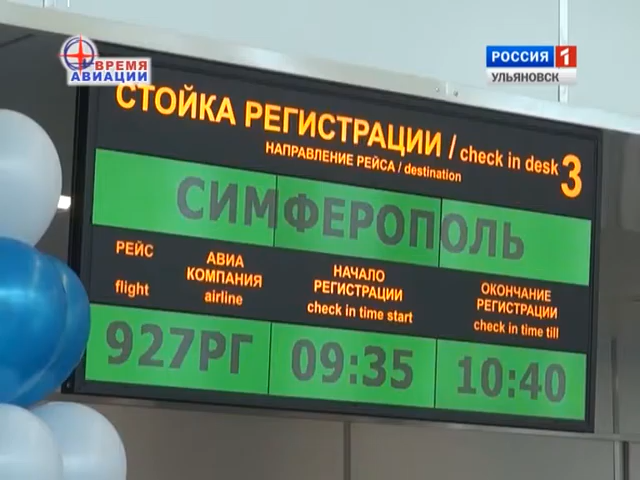 ВРЕМЯ
АВИАЦИИ
РОССИЯ 1
УЛЬЯНОВСК
СТОЙКА РЕГИСТРАЦИИ / check in desk 3
НАПРАВЛЕНИЕ РЕЙСА / destination
СИМФЕРОПОЛЬ
РЕЙС
flight
АВИА
КОМПАНИЯ
airline
НАЧАЛО
РЕГИСТРАЦИИ
check in time start
ОКОНЧАНИЕ
РЕГИСТРАЦИИ
check in time till
927РГ
09:35
10:40